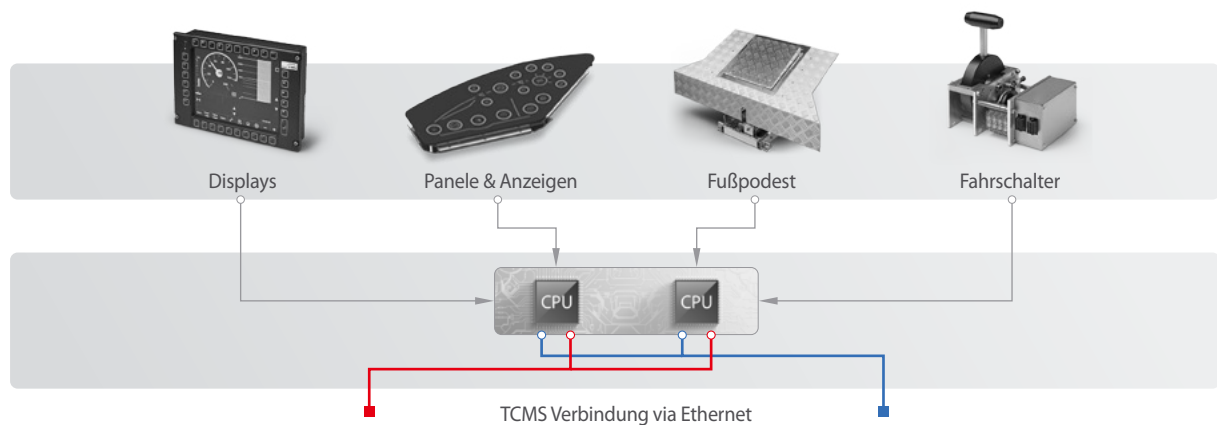 Displays
Panele & Anzeigen
Fußpodest
Fahrschalter
CPU
CPU
TCMS Verbindung via Ethernet